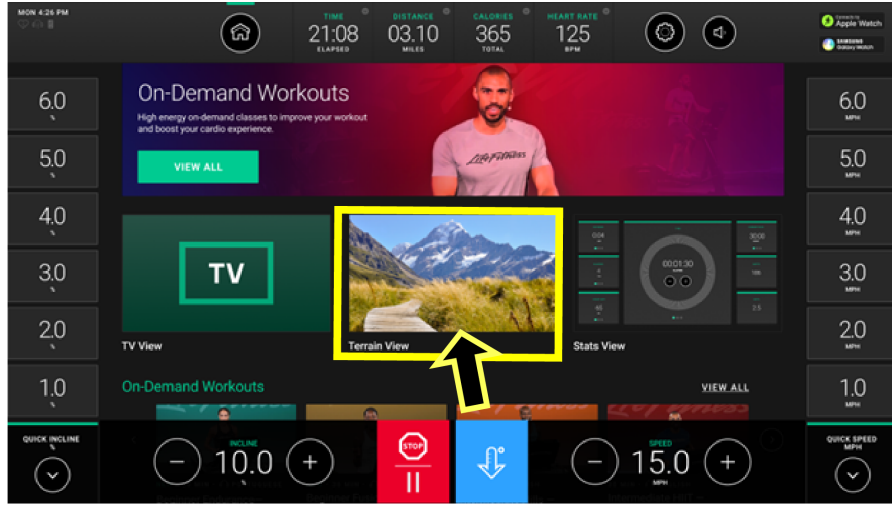 MON 4:26 PM
TIME
21:08
ELAPSED
DISTANCE
03.10
MILES
CALORIES
365
TOTAL
HEART RATE
125
BPM
Apple Watch
SAMSUNG
Galaxy Watch
6.0
%
5.0
%
4.0
%
3.0
%
2.0
%
1.0
%
QUICK INCLINE
%
On-Demand Workouts
High energy on-demand classes to improve your workout
and boost your cardio experience.
VIEW ALL
LifeFitness
TV
TV View
Terrain View
00:01:30
Stats View
On-Demand Workouts
VIEW ALL
INCLINE
10.0
%
STOP
SPEED
15.0
MPH
6.0
MPH
5.0
MPH
4.0
MPH
3.0
MPH
2.0
MPH
1.0
MPH
QUICK SPEED
MPH